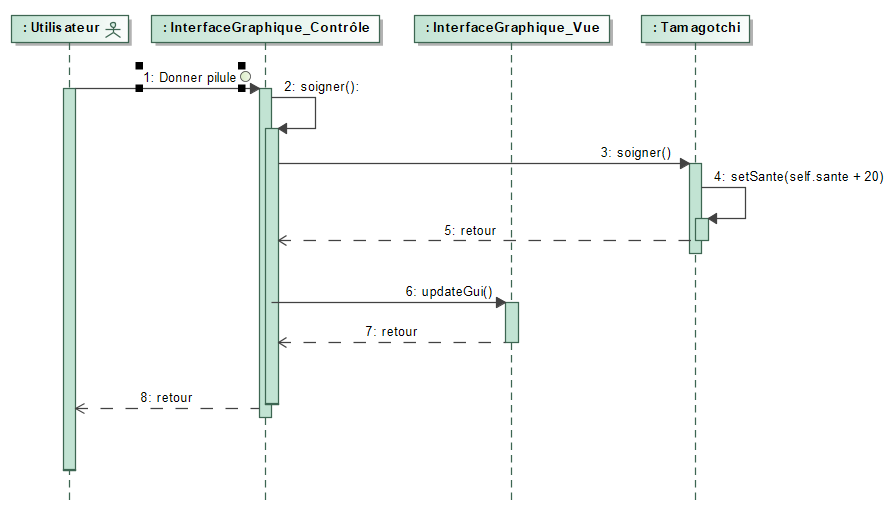 : Utilisateur
: InterfaceGraphique_Contrôle
: InterfaceGraphique_Vue
: Tamagotchi
1: Donner pilule
2: soigner():
3: soigner()
4: setSante(self.sante + 20)
5: retour
6: updateGui()
7: retour
8: retour